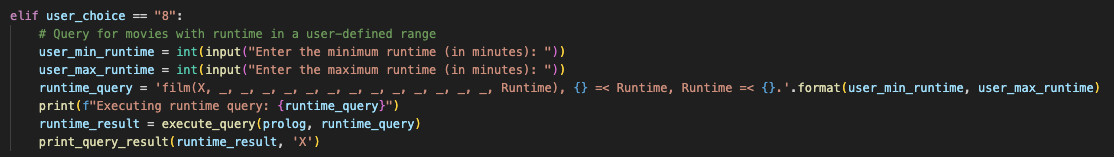 elif user_choice == "8":
    # Query for movies with runtime in a user-defined range
    user_min_runtime = int(input("Enter the minimum runtime (in minutes): "))
    user_max_runtime = int(input("Enter the maximum runtime (in minutes): "))
    runtime_query = 'film(X, _, _, _, _, _, _, _, _, _, _, _, _, _, Runtime), {} =< Runtime, Runtime =< {}.'.format(user_min_runtime, user_max_runtime)
    print(f"Executing runtime query: {runtime_query}")
    runtime_result = execute_query(prolog, runtime_query)
    print_query_result(runtime_result, 'X')